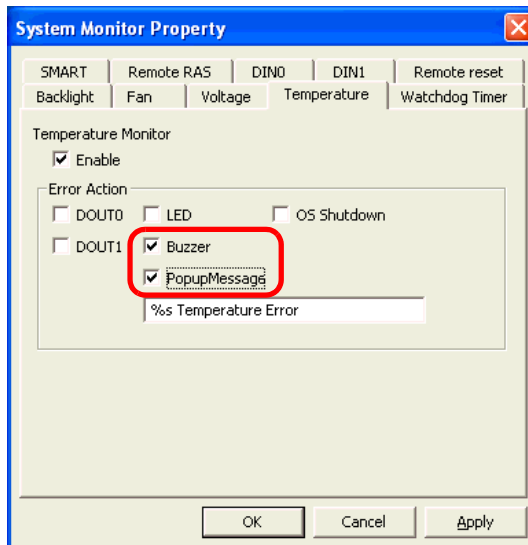 System Monitor Property
SMART Remote RAS DIN0 DIN1 Remote reset
Backlight Fan Voltage Temperature Watchdog Timer
Temperature Monitor
Enable
Error Action
DOUT0 LED OS Shutdown
DOUT1 Buzzer
PopupMessage
%s Temperature Error
OK Cancel Apply